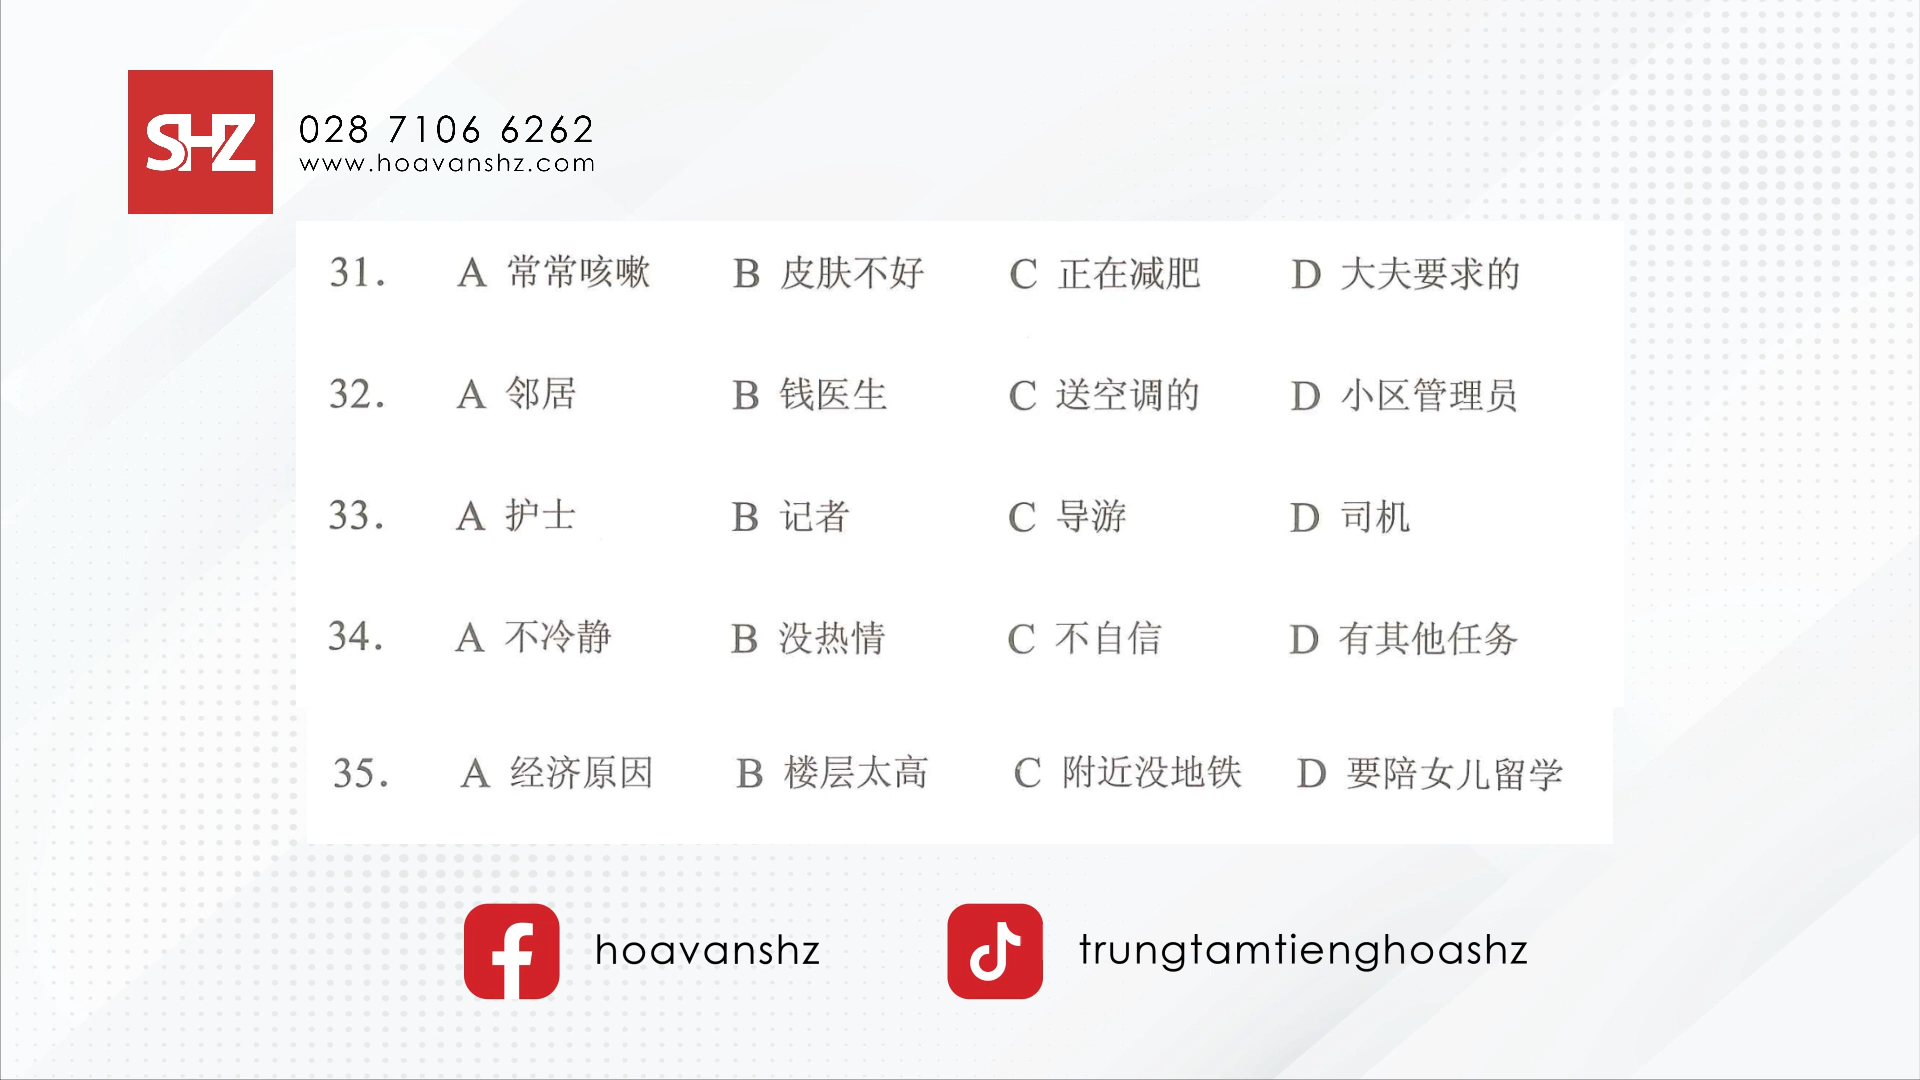 SHZ
028 7106 6262
www.hoavanshz.com
31. A 常常咳嗽 B 皮肤不好 C 正在减肥 D 大夫要求的
32. A 邻居 B 钱医生 C 送空调的 D 小区管理员
33. A 护士 B 记者 C 导游 D 司机
34. A 不冷静 B 没热情 C 不自信 D 有其他任务
35. A 经济原因 B 楼层太高 C 附近没地铁 D 要陪女儿留学
hoavanshz trungtamtienghoashz